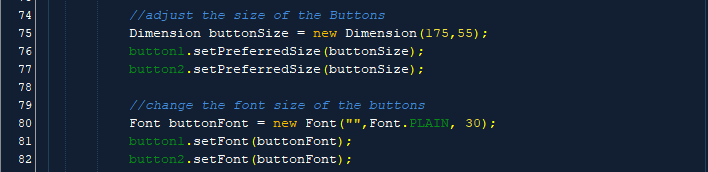 74 //adjust the size of the Buttons
75 Dimension buttonSize = new Dimension(175,55);
76 button1.setPreferredSize(buttonSize);
77 button2.setPreferredSize(buttonSize);
78
79 //change the font size of the buttons
80 Font buttonFont = new Font("",Font.PLAIN, 30);
81 button1.setFont(buttonFont);
82 button2.setFont(buttonFont);